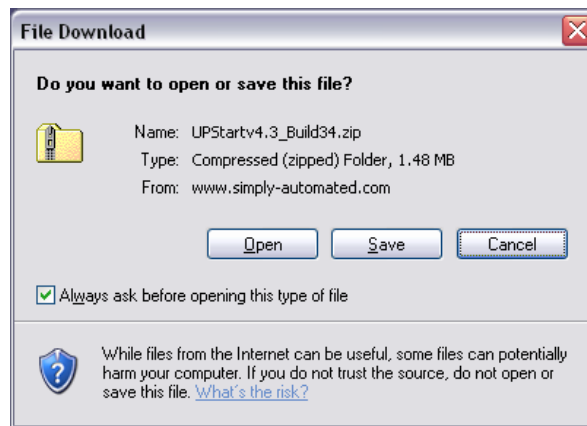 File Download
Do you want to open or save this file?
Name: UPStartv4.3_Build34.zip
Type: Compressed (zipped) Folder, 1.48 MB
From: www.simply-automated.com
Open Save Cancel
Always ask before opening this type of file
While files from the Internet can be useful, some files can potentially
harm your computer. If you do not trust the source, do not open or
save this file. What's the risk?